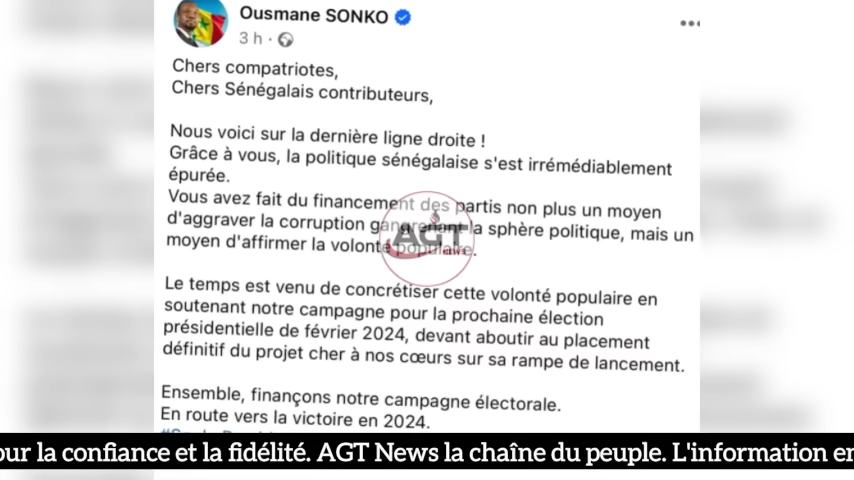 Ousmane SONKO
3 h ·
Chers compatriotes,
Chers Sénégalais contributeurs,
Nous voici sur la dernière ligne droite !
Grâce à vous, la politique sénégalaise s'est irrémédiablement
épurée.
Vous avez fait du financement des partis non plus un moyen
d'aggraver la corruption gangrenant la sphère politique, mais un
moyen d'affirmer la volonté populaire.
AGT
news
Le temps est venu de concrétiser cette volonté populaire en
soutenant notre campagne pour la prochaine élection
présidentielle de février 2024, devant aboutir au placement
définitif du projet cher à nos cœurs sur sa rampe de lancement.
Ensemble, finançons notre campagne électorale.
En route vers la victoire en 2024.
our la confiance et la fidélité. AGT News la chaîne du peuple. L'information en